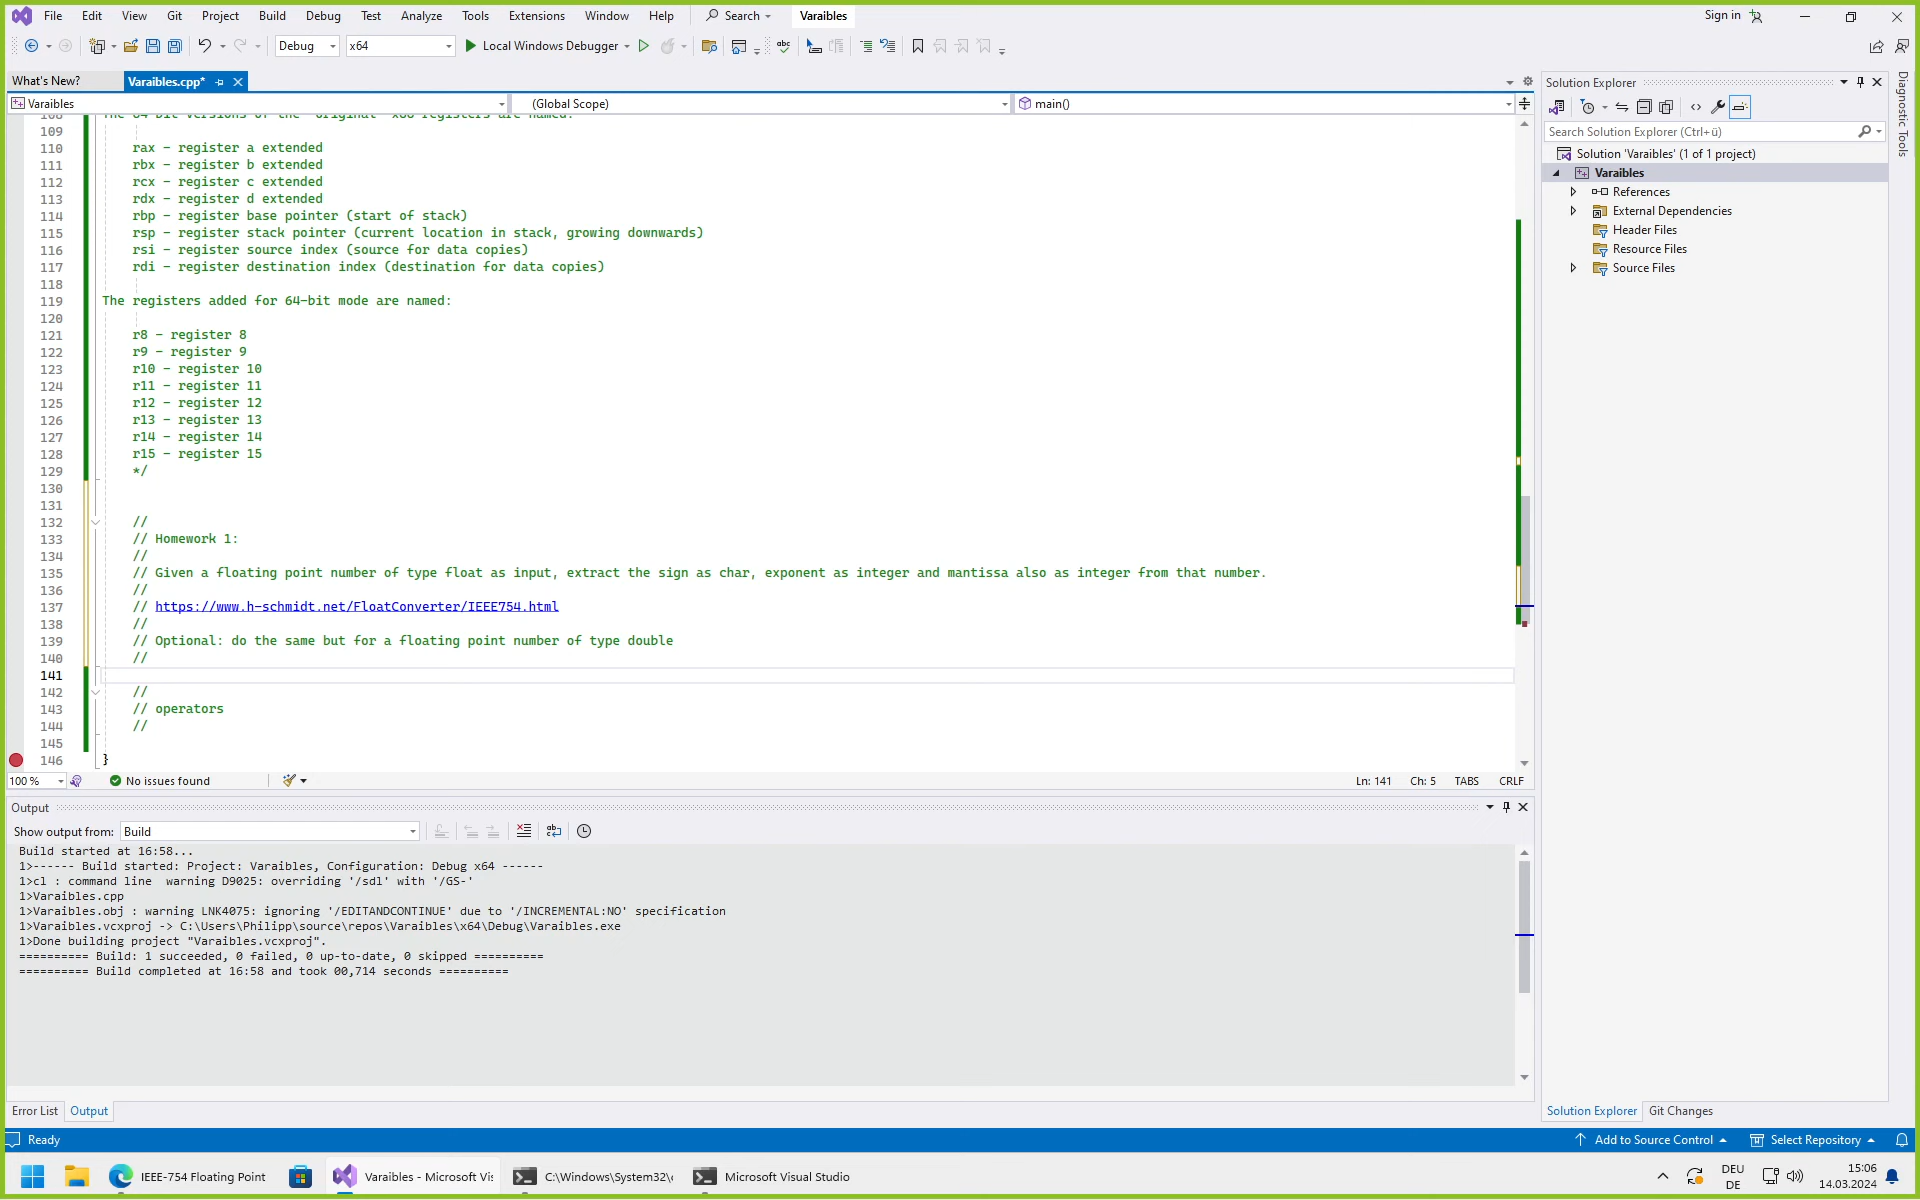 File Edit View Git Project Build Debug Test Analyze Tools Extensions Window Help Search Varaibles Sign in
Debug x64 Local Windows Debugger
What's New? Varaibles.cpp*
Varaibles (Global Scope) main()
108 The 64-bit versions of the 'original' x86 registers are named:
109
110 rax - register a extended
111 rbx - register b extended
112 rcx - register c extended
113 rdx - register d extended
114 rbp - register base pointer (start of stack)
115 rsp - register stack pointer (current location in stack, growing downwards)
116 rsi - register source index (source for data copies)
117 rdi - register destination index (destination for data copies)
118
119 The registers added for 64-bit mode are named:
120
121 r8 - register 8
122 r9 - register 9
123 r10 - register 10
124 r11 - register 11
125 r12 - register 12
126 r13 - register 13
127 r14 - register 14
128 r15 - register 15
129 */
130
131
132 //
133 // Homework 1:
134 //
135 // Given a floating point number of type float as input, extract the sign as char, exponent as integer and mantissa also as integer from that number.
136 //
137 // https://www.h-schmidt.net/FloatConverter/IEEE754.html
138 //
139 // Optional: do the same but for a floating point number of type double
140 //
141
142 //
143 // operators
144 //
145
146 }
100 % No issues found Ln: 141 Ch: 5 TABS CRLF
Output
Show output from: Build
Build started at 16:58...
1>------ Build started: Project: Varaibles, Configuration: Debug x64 ------
1>cl : command line  warning D9025: overriding '/sdl' with '/GS-'
1>Varaibles.cpp
1>Varaibles.obj : warning LNK4075: ignoring '/EDITANDCONTINUE' due to '/INCREMENTAL:NO' specification
1>Varaibles.vcxproj -> C:\Users\Philipp\source\repos\Varaibles\x64\Debug\Varaibles.exe
1>Done building project "Varaibles.vcxproj".
========== Build: 1 succeeded, 0 failed, 0 up-to-date, 0 skipped ==========
========== Build completed at 16:58 and took 00,714 seconds ==========
Error List Output
Solution Explorer
Search Solution Explorer (Ctrl+ü)
Solution 'Varaibles' (1 of 1 project)
Varaibles
References
External Dependencies
Header Files
Resource Files
Source Files
Solution Explorer Git Changes
Diagnostic Tools
Ready Add to Source Control Select Repository
IEEE-754 Floating Point Varaibles - Microsoft Vis C:\Windows\System32\ Microsoft Visual Studio DEU 15:06
DE 14.03.2024